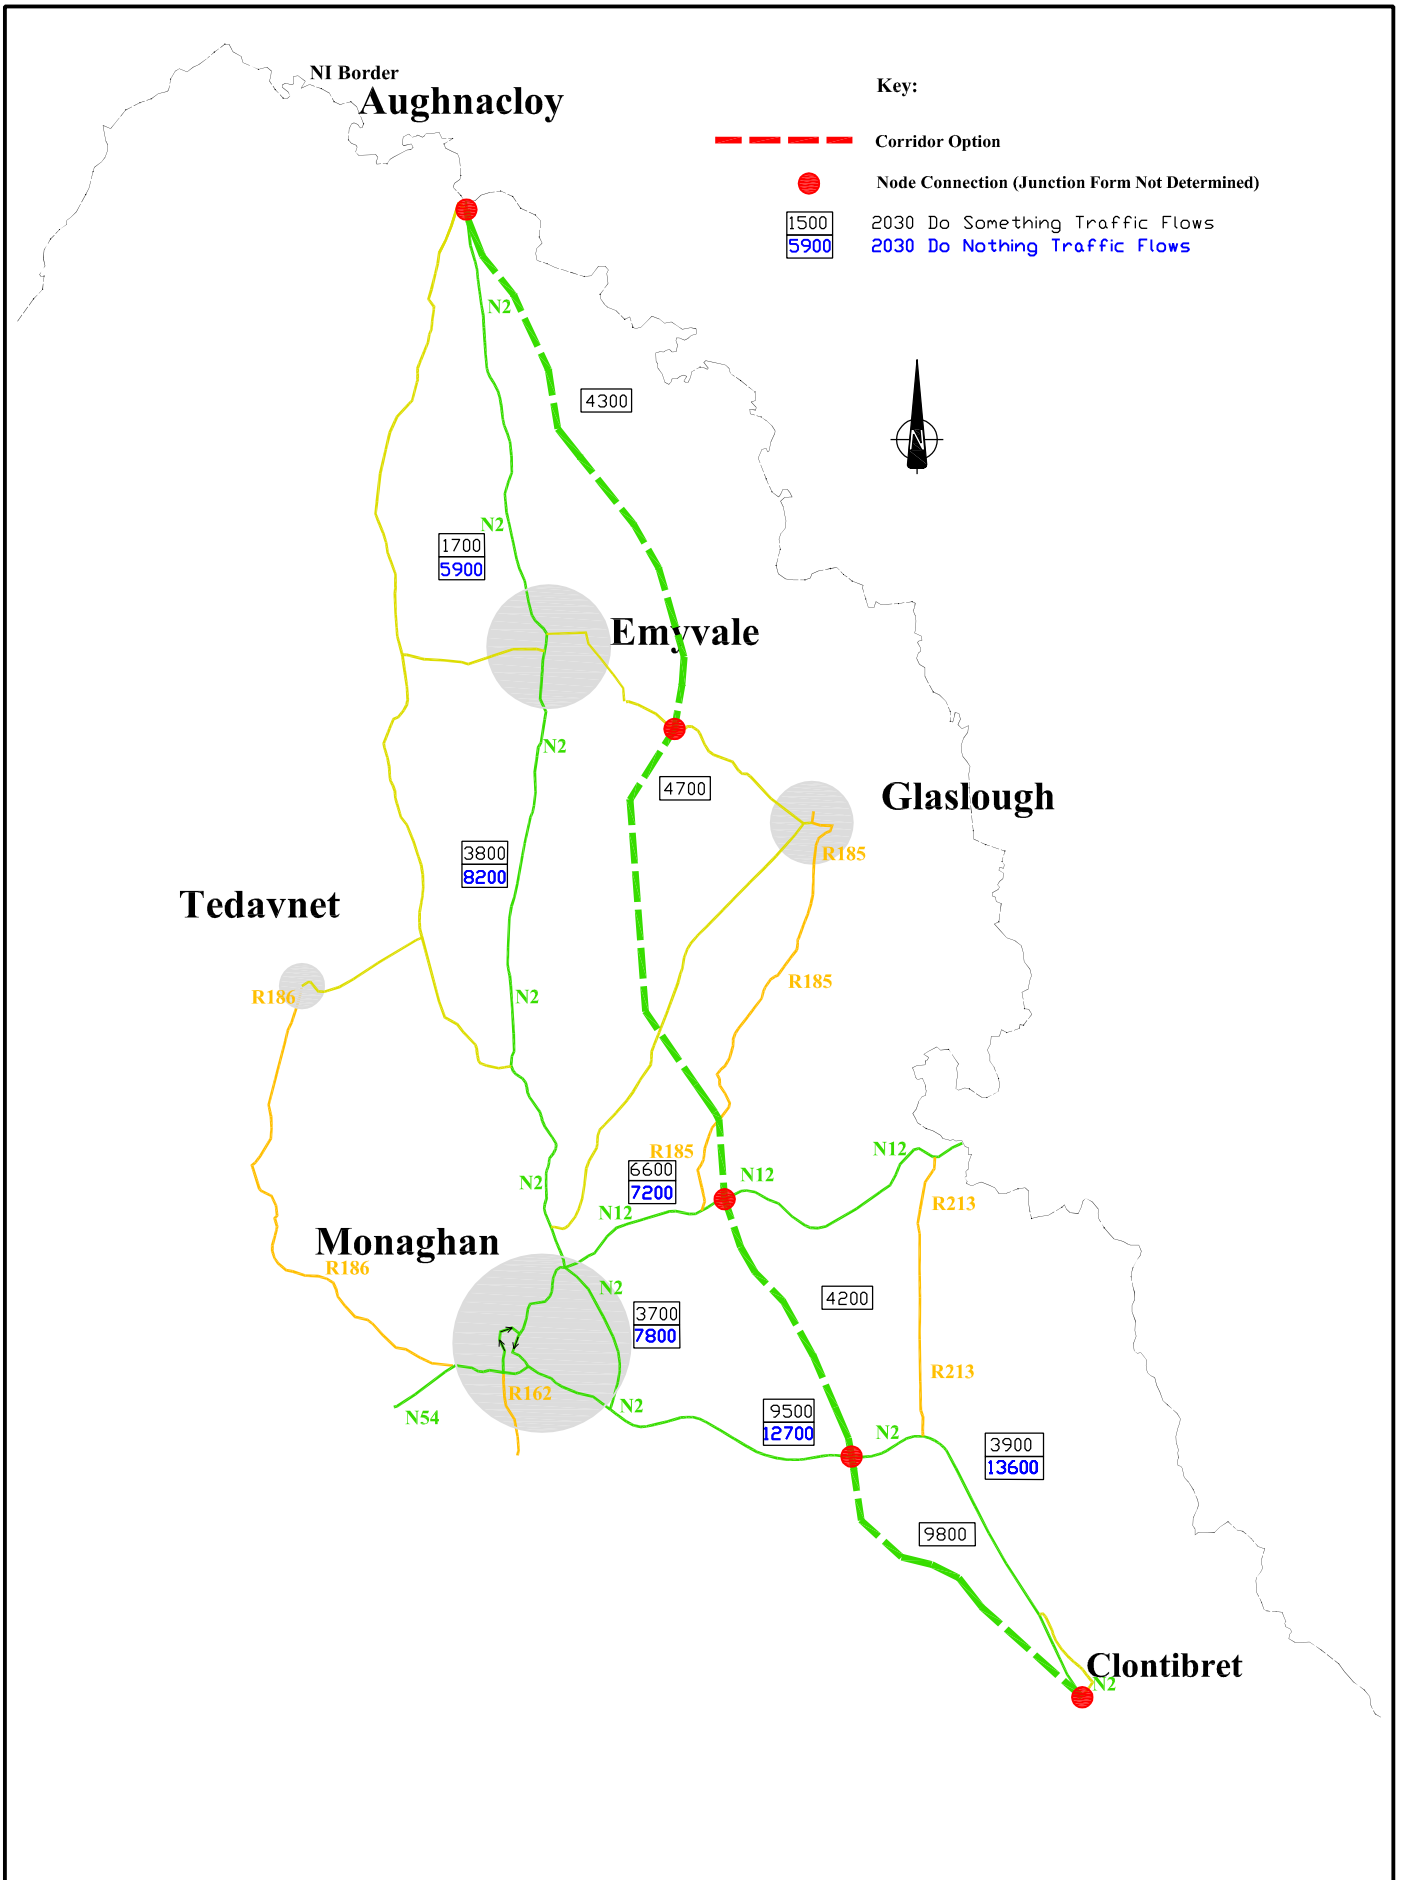 NI Border
Aughnacloy
Key:
Corridor Option
Node Connection (Junction Form Not Determined)
1500
2030 Do Something Traffic Flows
5900
2030 Do Nothing Traffic Flows
N2
4300
N
N2
1700
5900
Emyvale
N2
4700
Glaslough
3800
8200
R185
Tedavnet
R185
R186
N2
N12
R185
6600
7200
N12
N2
R213
N12
Monaghan
R186
N2
4200
3700
7800
R213
R162
N2
N54
9500
12700
N2
3900
13600
9800
Clontibret
N2